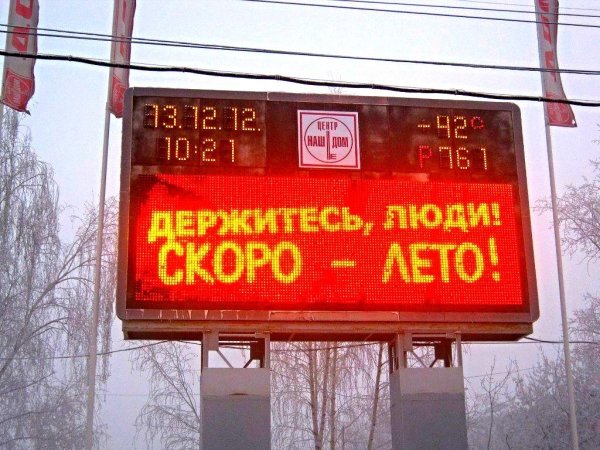 13.12.12.
10:21
ЦЕНТР
НАШ ДОМ
-42°
Р 761
ДЕРЖИТЕСЬ, ЛЮДИ!
СКОРО - ЛЕТО!